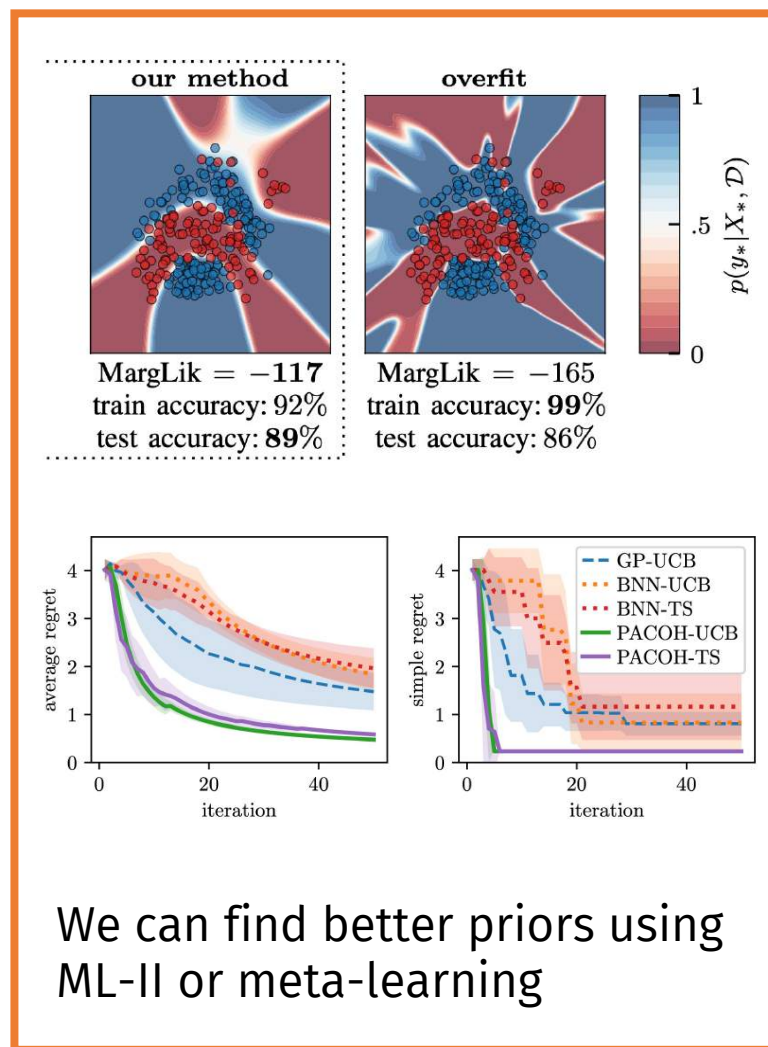 our method
overfit
1
.5
0
p(y*|X*, D)
MargLik = −117
train accuracy: 92%
test accuracy: 89%
MargLik = −165
train accuracy: 99%
test accuracy: 86%
4
3
2
1
0
average regret
0
20
40
iteration
4
3
2
1
0
simple regret
0
20
40
iteration
GP-UCB
BNN-UCB
BNN-TS
PACOH-UCB
PACOH-TS
We can find better priors using
ML-II or meta-learning